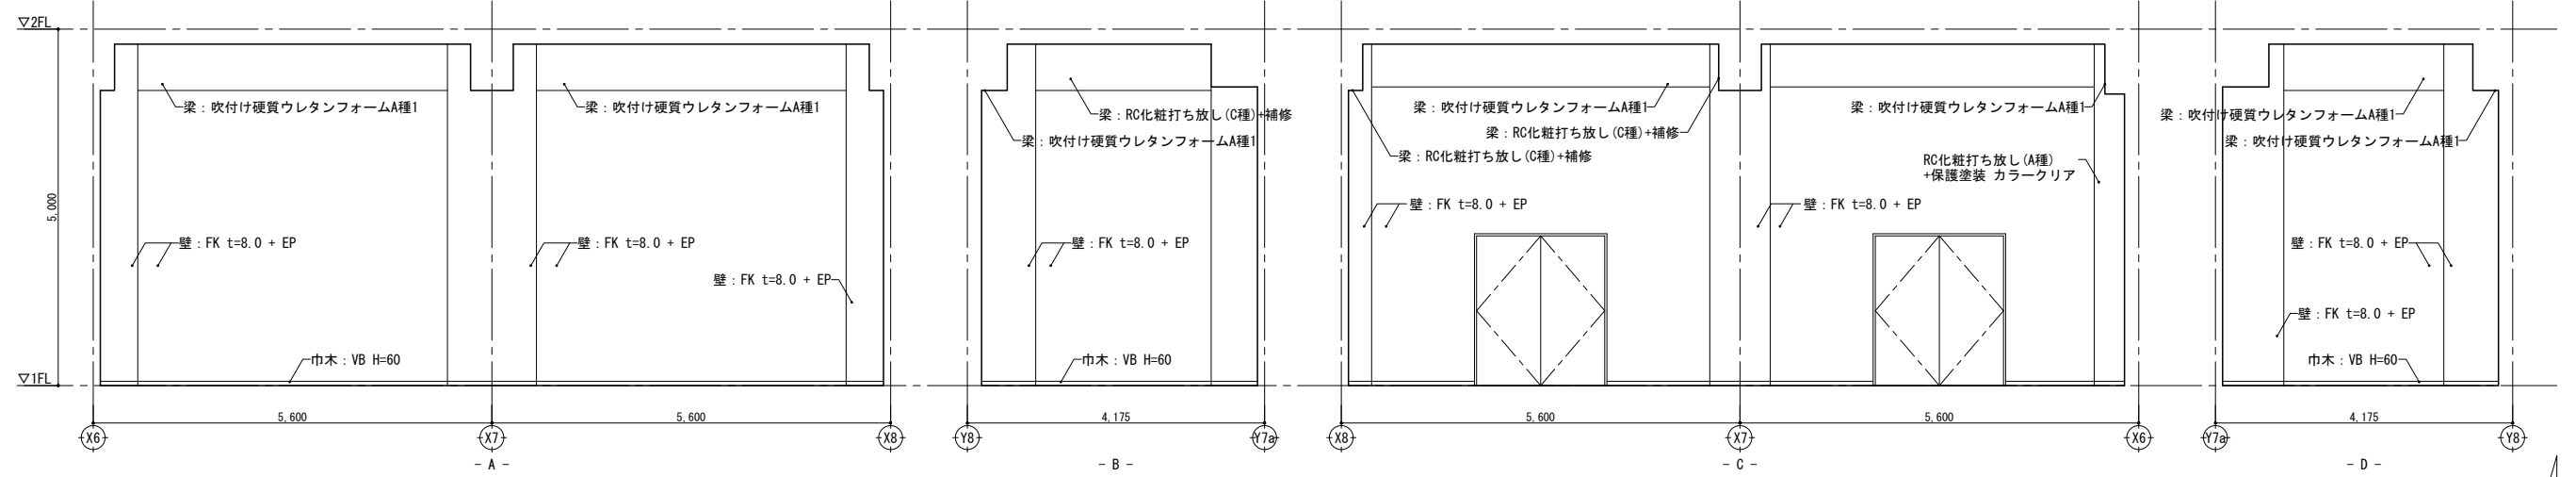 ▽2FL
梁：吹付け硬質ウレタンフォームA種1
梁：吹付け硬質ウレタンフォームA種1
5,000
壁：FK t=8.0 + EP
壁：FK t=8.0 + EP
壁：FK t=8.0 + EP
巾木：VB H=60
▽1FL
5,600
5,600
X6
X7
X8
- A -
梁：RC化粧打ち放し(C種)+補修
梁：吹付け硬質ウレタンフォームA種1
壁：FK t=8.0 + EP
巾木：VB H=60
4,175
Y8
Y7a
- B -
梁：吹付け硬質ウレタンフォームA種1
梁：RC化粧打ち放し(C種)+補修
梁：RC化粧打ち放し(C種)+補修
梁：吹付け硬質ウレタンフォームA種1
RC化粧打ち放し(A種)
+保護塗装 カラークリア
壁：FK t=8.0 + EP
壁：FK t=8.0 + EP
5,600
5,600
X8
X7
X6
- C -
梁：吹付け硬質ウレタンフォームA種1
梁：吹付け硬質ウレタンフォームA種1
壁：FK t=8.0 + EP
壁：FK t=8.0 + EP
巾木：VB H=60
4,175
Y7a
Y8
- D -